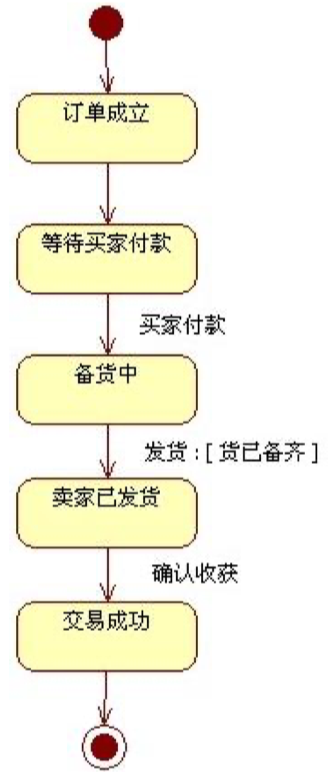 订单成立
等待买家付款
买家付款
备货中
发货 : [ 货已备齐 ]
卖家已发货
确认收获
交易成功